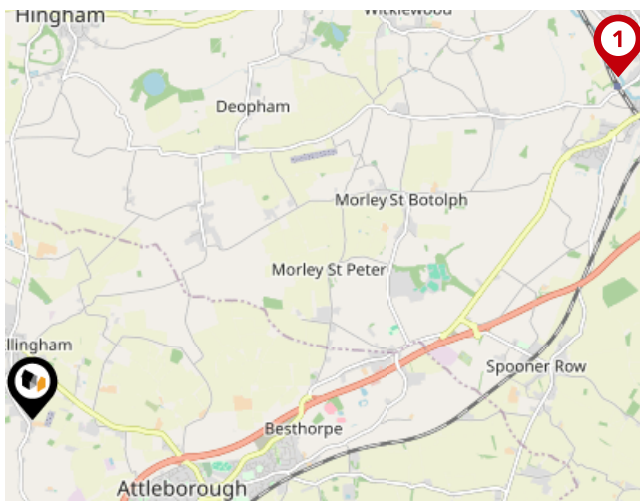 Hingham
Wicklewood
1
Deopham
Morley St Botolph
Morley St Peter
llingham
Spooner Row
Besthorpe
Attleborough